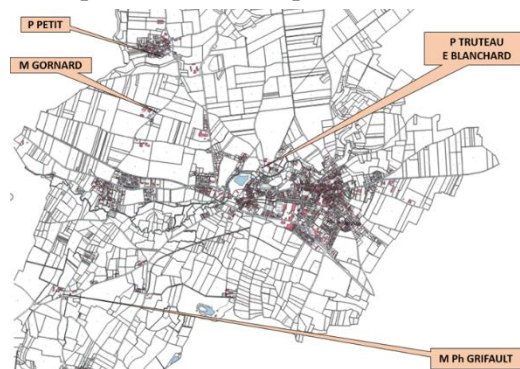 P PETIT
M GORNARD
P TRUTEAU
E BLANCHARD
M Ph GRIFAULT